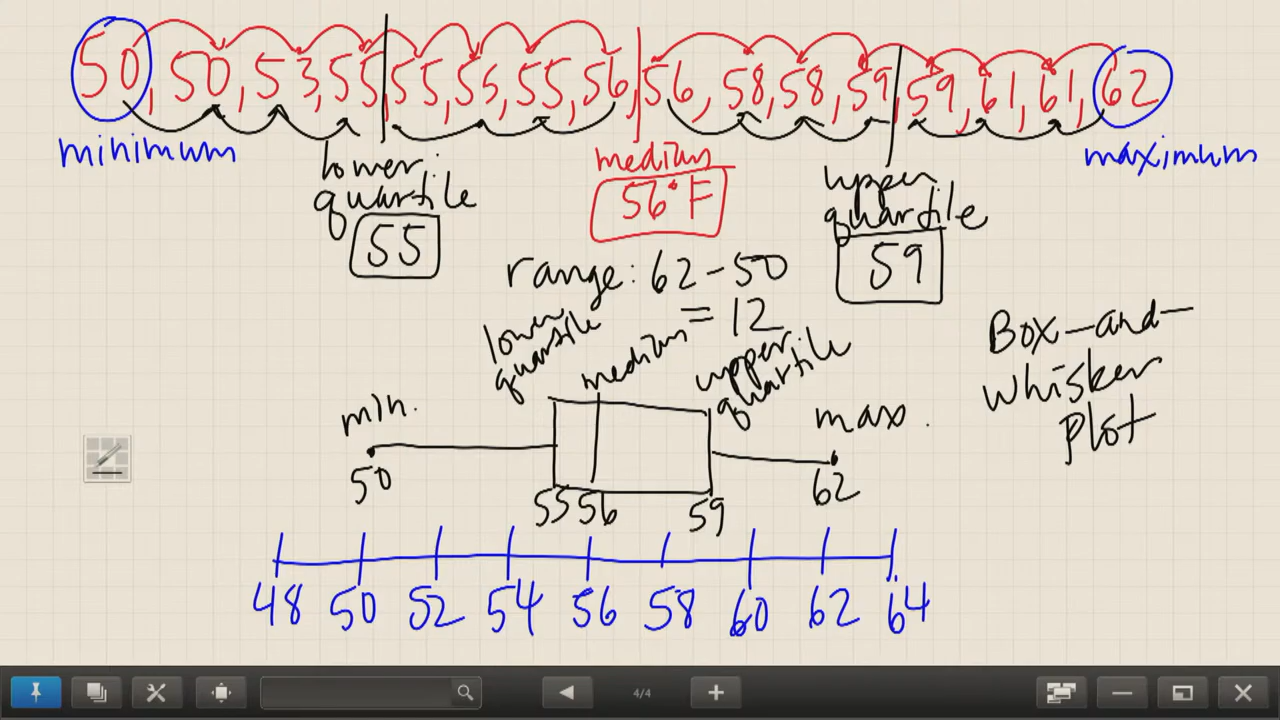 50, 50, 53, 55, 55, 55, 55, 56, 56, 58, 58, 59, 59, 61, 61, 62
minimum
lower
quartile
55
median
56°F
upper
quartile
59
maximum
range: 62-50
= 12
Box-and-
whisker
plot
min.
lower
quartile
median
upper
quartile
max.
50
55
56
59
62
48 50 52 54 56 58 60 62 64
4/4